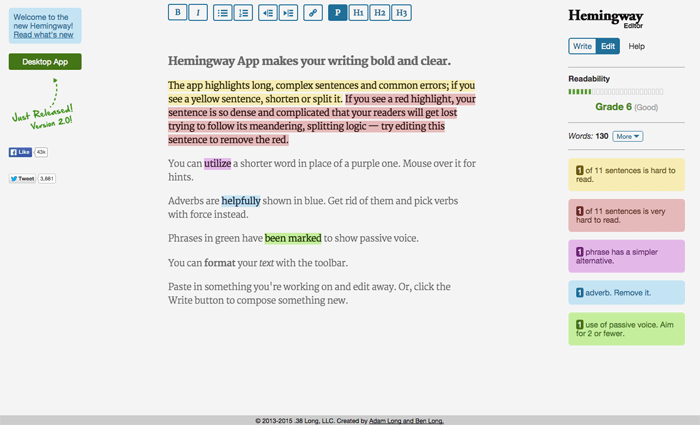 Welcome to the
new Hemingway!
Read what's new
Desktop App
Just Released!
Version 2.0!
Like 43k
Tweet 3,861
B I P H1 H2 H3
Hemingway App makes your writing bold and clear.
The app highlights long, complex sentences and common errors; if you
see a yellow sentence, shorten or split it. If you see a red highlight, your
sentence is so dense and complicated that your readers will get lost
trying to follow its meandering, splitting logic — try editing this
sentence to remove the red.
You can utilize a shorter word in place of a purple one. Mouse over it for
hints.
Adverbs are helpfully shown in blue. Get rid of them and pick verbs
with force instead.
Phrases in green have been marked to show passive voice.
You can format your text with the toolbar.
Paste in something you're working on and edit away. Or, click the
Write button to compose something new.
Hemingway
Editor
Write Edit Help
Readability
Grade 6 (Good)
Words: 130 More
1 of 11 sentences is hard to
read.
1 of 11 sentences is very
hard to read.
1 phrase has a simpler
alternative.
1 adverb. Remove it.
1 use of passive voice. Aim
for 2 or fewer.
© 2013-2015 .38 Long, LLC. Created by Adam Long and Ben Long.